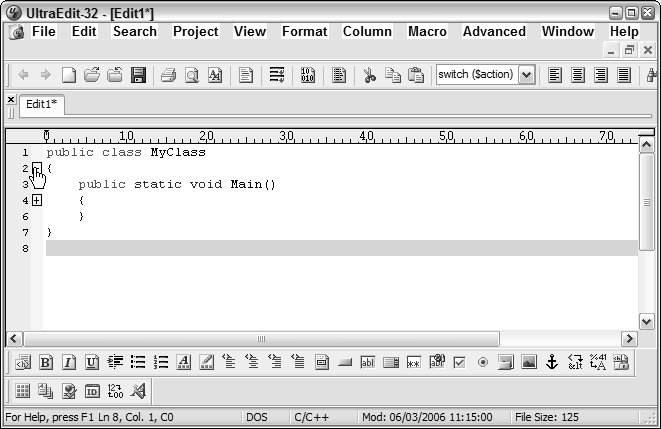 UltraEdit-32 - [Edit1*]
File Edit Search Project View Format Column Macro Advanced Window Help
switch ($action)
Edit1*
0 10 20 30 40 50 60 70
1 public class MyClass
2 {
3 public static void Main()
4 {
6 }
7 }
8
For Help, press F1 Ln 8, Col. 1, C0 DOS C/C++ Mod: 06/03/2006 11:15:00 File Size: 125